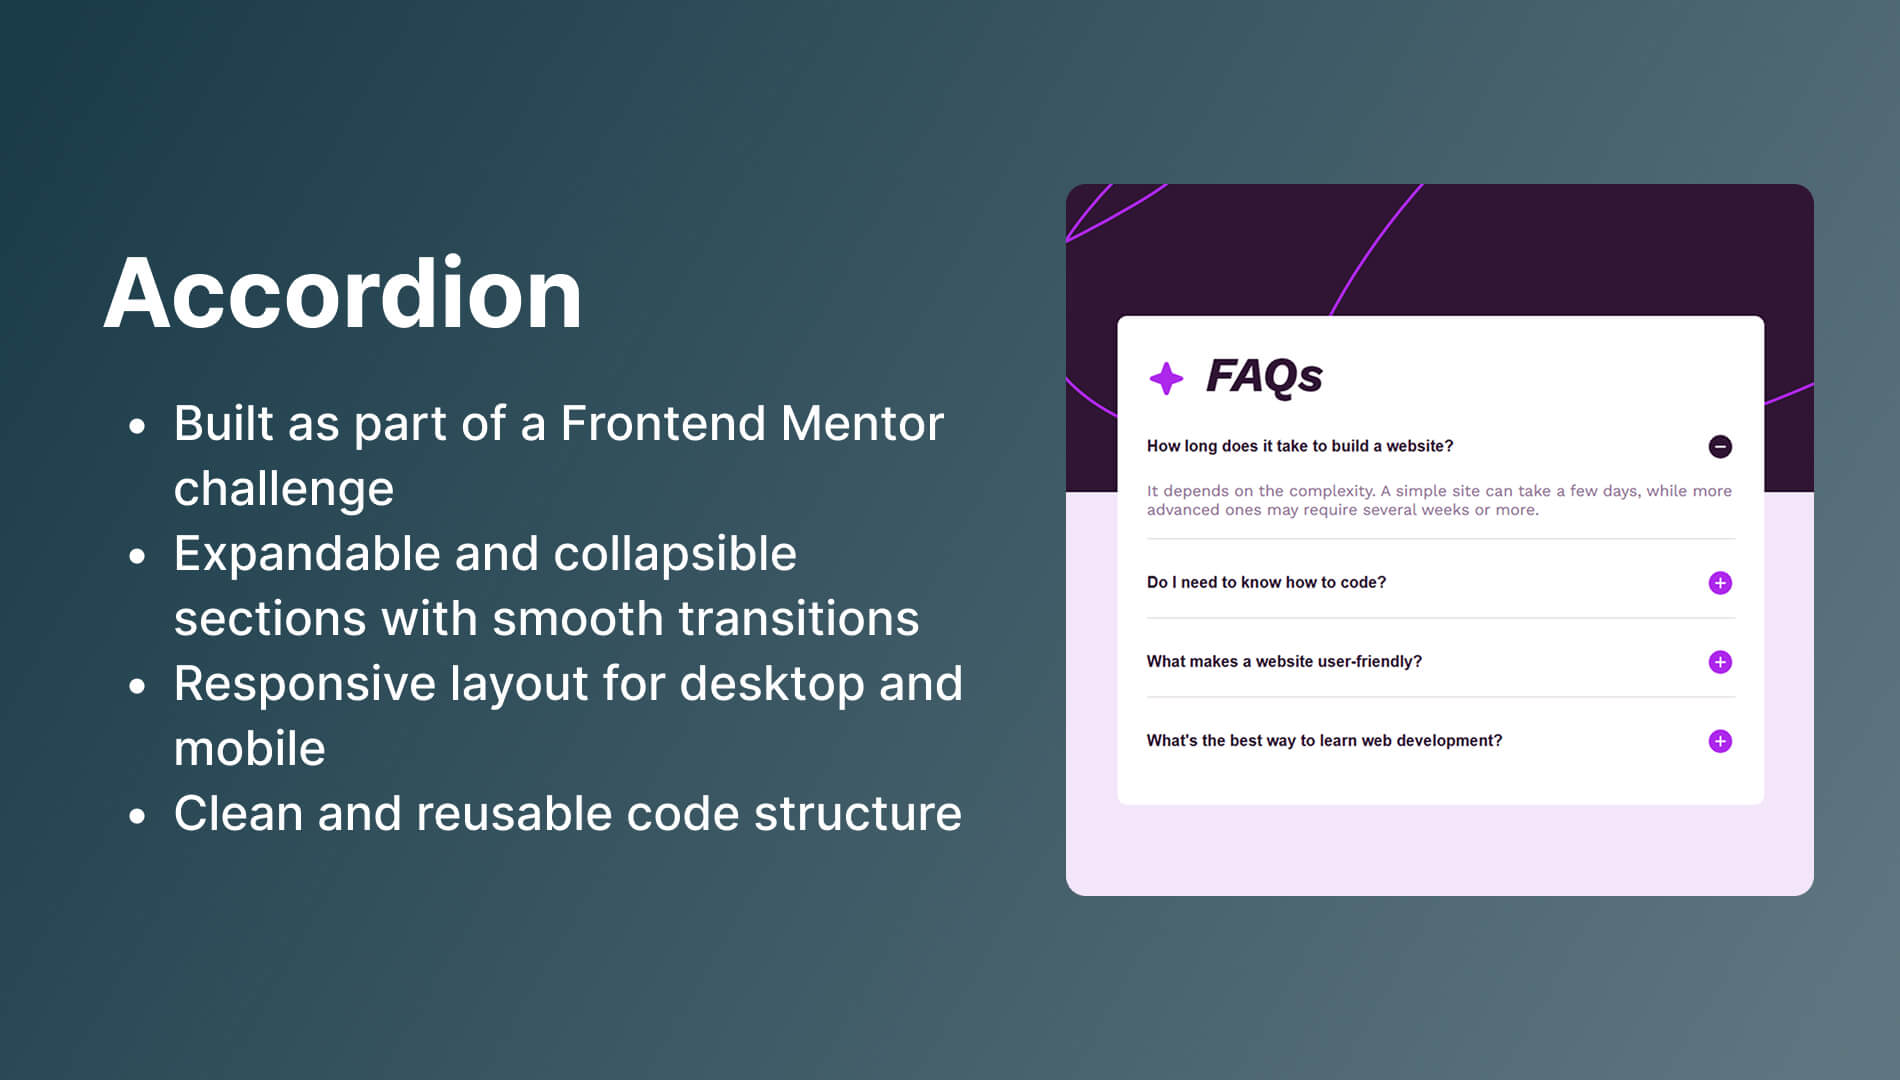 Accordion
• Built as part of a Frontend Mentor
challenge
• Expandable and collapsible
sections with smooth transitions
• Responsive layout for desktop and
mobile
• Clean and reusable code structure
FAQs
How long does it take to build a website?
It depends on the complexity. A simple site can take a few days, while more
advanced ones may require several weeks or more.
Do I need to know how to code?
What makes a website user-friendly?
What's the best way to learn web development?